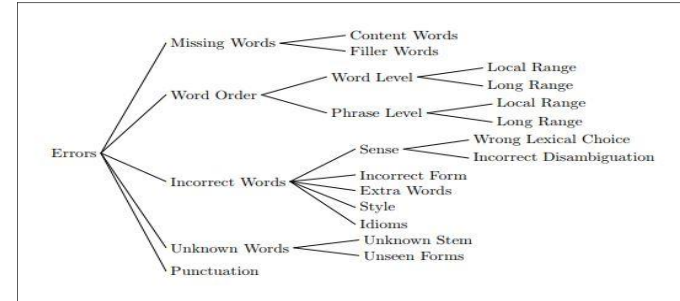 Errors
Missing Words
Content Words
Filler Words
Word Order
Word Level
Local Range
Long Range
Phrase Level
Local Range
Long Range
Incorrect Words
Sense
Wrong Lexical Choice
Incorrect Disambiguation
Incorrect Form
Extra Words
Style
Idioms
Unknown Words
Unknown Stem
Unseen Forms
Punctuation